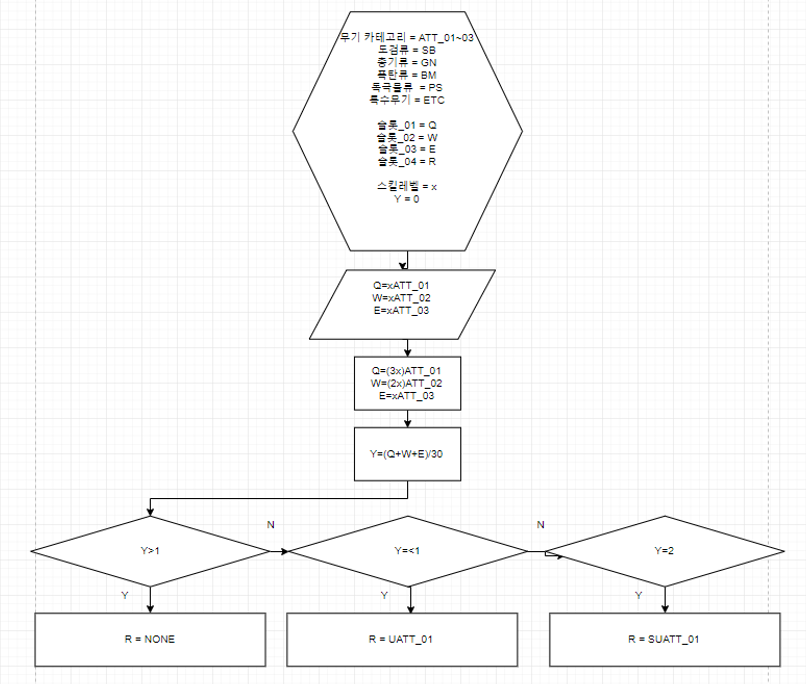 무기 카테고리 = ATT_01~03
도검류 = SB
중기류 = GN
폭탄류 = BM
독극물류 = PS
특수무기 = ETC
슬롯_01 = Q
슬롯_02 = W
슬롯_03 = E
슬롯_04 = R
스킬레벨 = x
Y = 0
Q=xATT_01
W=xATT_02
E=xATT_03
Q=(3x)ATT_01
W=(2x)ATT_02
E=xATT_03
Y=(Q+W+E)/30
N
N
Y>1
Y=<1
Y=2
Y
Y
Y
R = NONE
R = UATT_01
R = SUATT_01